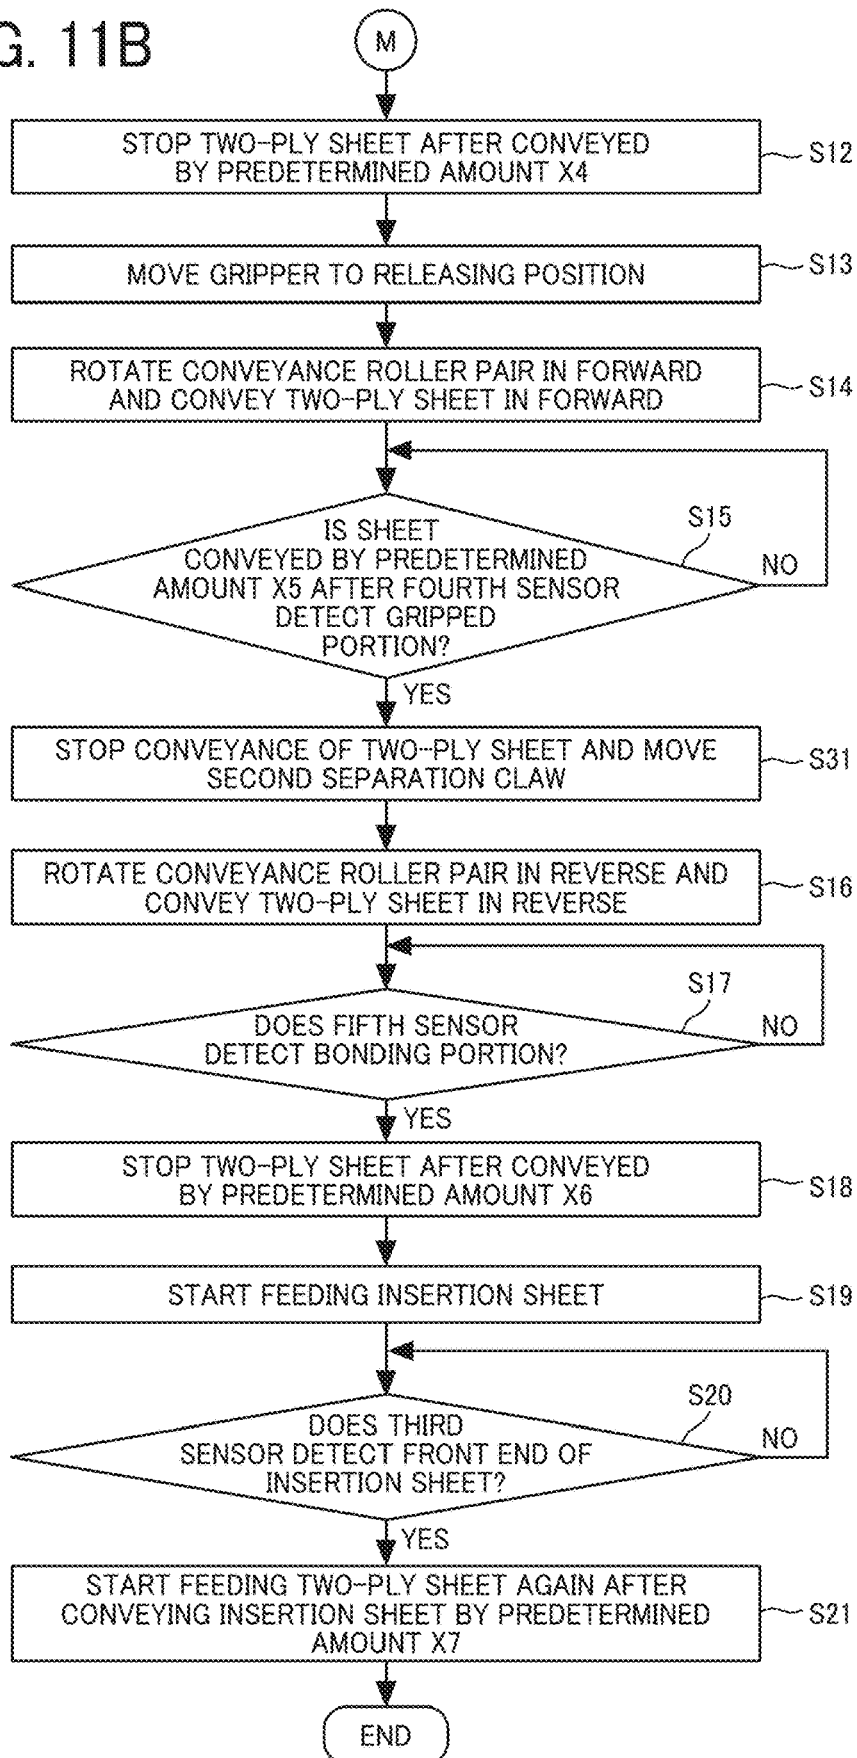 G. 11B
M
STOP TWO-PLY SHEET AFTER CONVEYED
BY PREDETERMINED AMOUNT X4
S12
MOVE GRIPPER TO RELEASING POSITION
S13
ROTATE CONVEYANCE ROLLER PAIR IN FORWARD
AND CONVEY TWO-PLY SHEET IN FORWARD
S14
IS SHEET
CONVEYED BY PREDETERMINED
AMOUNT X5 AFTER FOURTH SENSOR
DETECT GRIPPED
PORTION?
S15
NO
YES
STOP CONVEYANCE OF TWO-PLY SHEET AND MOVE
SECOND SEPARATION CLAW
S31
ROTATE CONVEYANCE ROLLER PAIR IN REVERSE AND
CONVEY TWO-PLY SHEET IN REVERSE
S16
DOES FIFTH SENSOR
DETECT BONDING PORTION?
S17
NO
YES
STOP TWO-PLY SHEET AFTER CONVEYED
BY PREDETERMINED AMOUNT X6
S18
START FEEDING INSERTION SHEET
S19
DOES THIRD
SENSOR DETECT FRONT END OF
INSERTION SHEET?
S20
NO
YES
START FEEDING TWO-PLY SHEET AGAIN AFTER
CONVEYING INSERTION SHEET BY PREDETERMINED
AMOUNT X7
S21
END